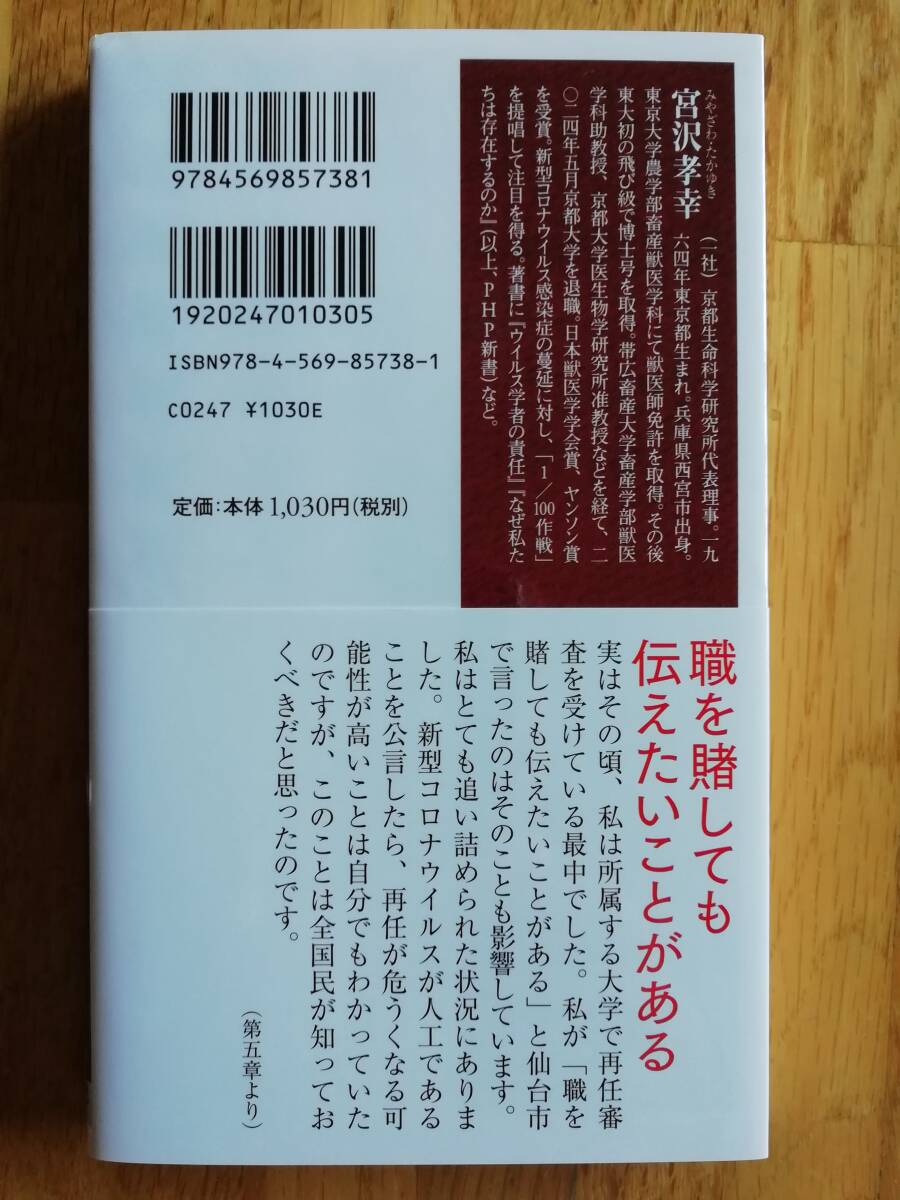 9784569857381
1920247010305
ISBN978-4-569-85738-1
C0247 ¥1030E
定価:本体1,030円(税別)
みやざわ・たかゆき
宮沢孝幸
(一社)京都生命科学研究所代表理事。一九
六四年東京都生まれ。兵庫県西宮市出身。
東京大学農学部畜産獣医学科にて獣医師免許を取得。その後
東大初の飛び級で博士号を取得。帯広畜産大学畜産学部獣医
学科助教授、京都大学医生物学研究所准教授などを経て、二
〇二四年五月京都大学を退職。日本獣医学学会賞、ヤンソン賞
を受賞。新型コロナウイルス感染症の蔓延に対し、「1/100作戦」
を提唱して注目を得る。著書に『ウイルス学者の責任』『なぜ私た
ちは存在するのか』(以上、PHP新書)など。
職を賭しても
伝えたいことがある
実はその頃、私は所属する大学で再任審
査を受けている最中でした。私が「職を
賭しても伝えたいことがある」と仙台市
で言ったのはそのことも影響しています。
私はとても追い詰められた状況にありま
した。新型コロナウイルスが人工である
ことを公言したら、再任が危うくなる可
能性が高いことは自分でもわかっていた
のですが、このことは全国民が知ってお
くべきだと思ったのです。
(第五章より)